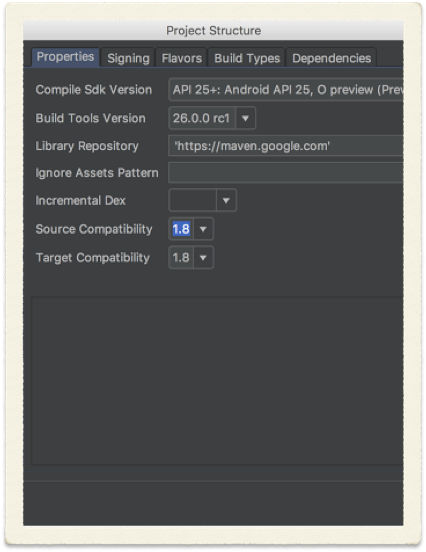 Project Structure
Properties Signing Flavors Build Types Dependencies
Compile Sdk Version API 25+: Android API 25, O preview
Build Tools Version 26.0.0 rc1
Library Repository 'https://maven.google.com'
Ignore Assets Pattern
Incremental Dex
Source Compatibility 1.8
Target Compatibility 1.8